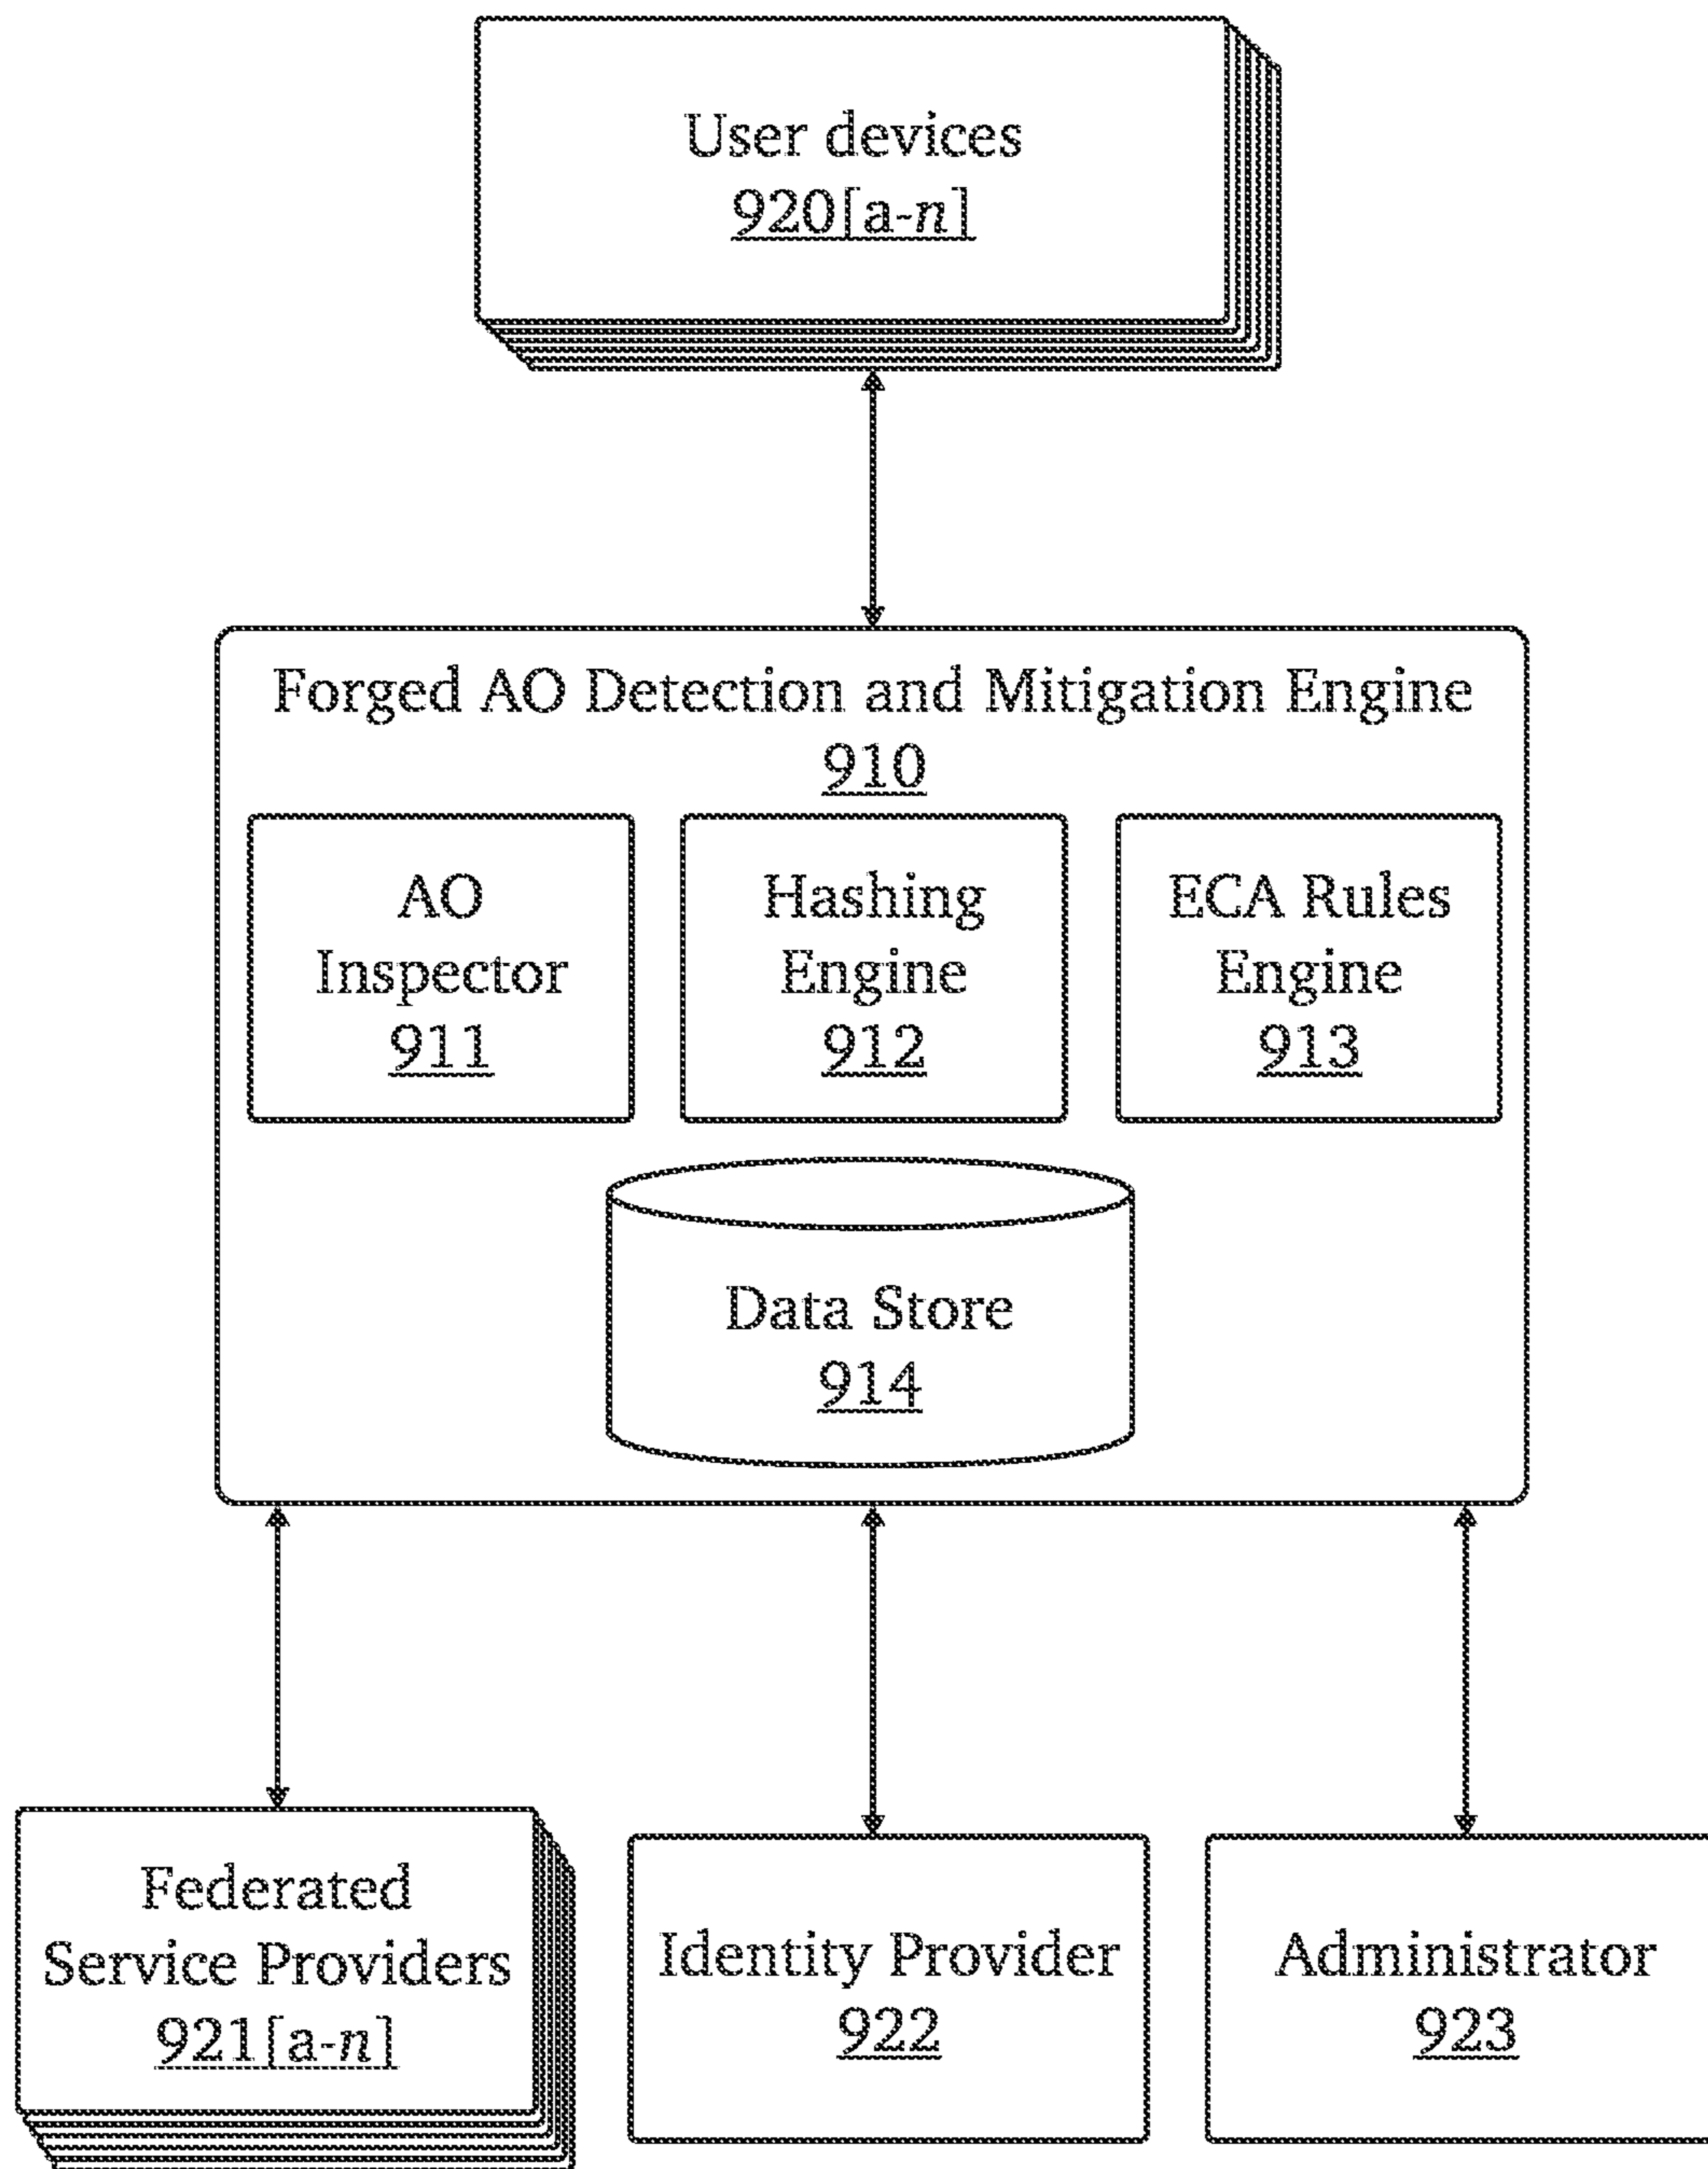 User devices
920[a-n]
Forged AO Detection and Mitigation Engine
910
AO
Inspector
911
Hashing
Engine
912
ECA Rules
Engine
913
Data Store
914
Federated
Service Providers
921[a-n]
Identity Provider
922
Administrator
923